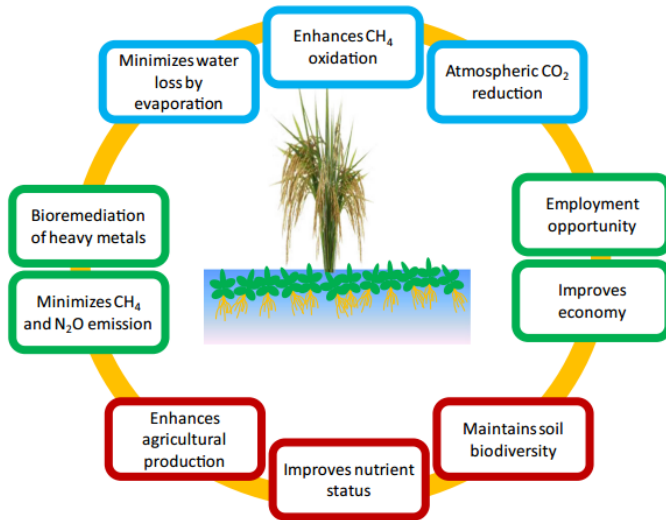 Enhances CH₄
oxidation
Minimizes water
loss by
evaporation
Atmospheric CO₂
reduction
Bioremediation
of heavy metals
Employment
opportunity
Minimizes CH₄
and N₂O emission
Improves
economy
Enhances
agricultural
production
Improves nutrient
status
Maintains soil
biodiversity